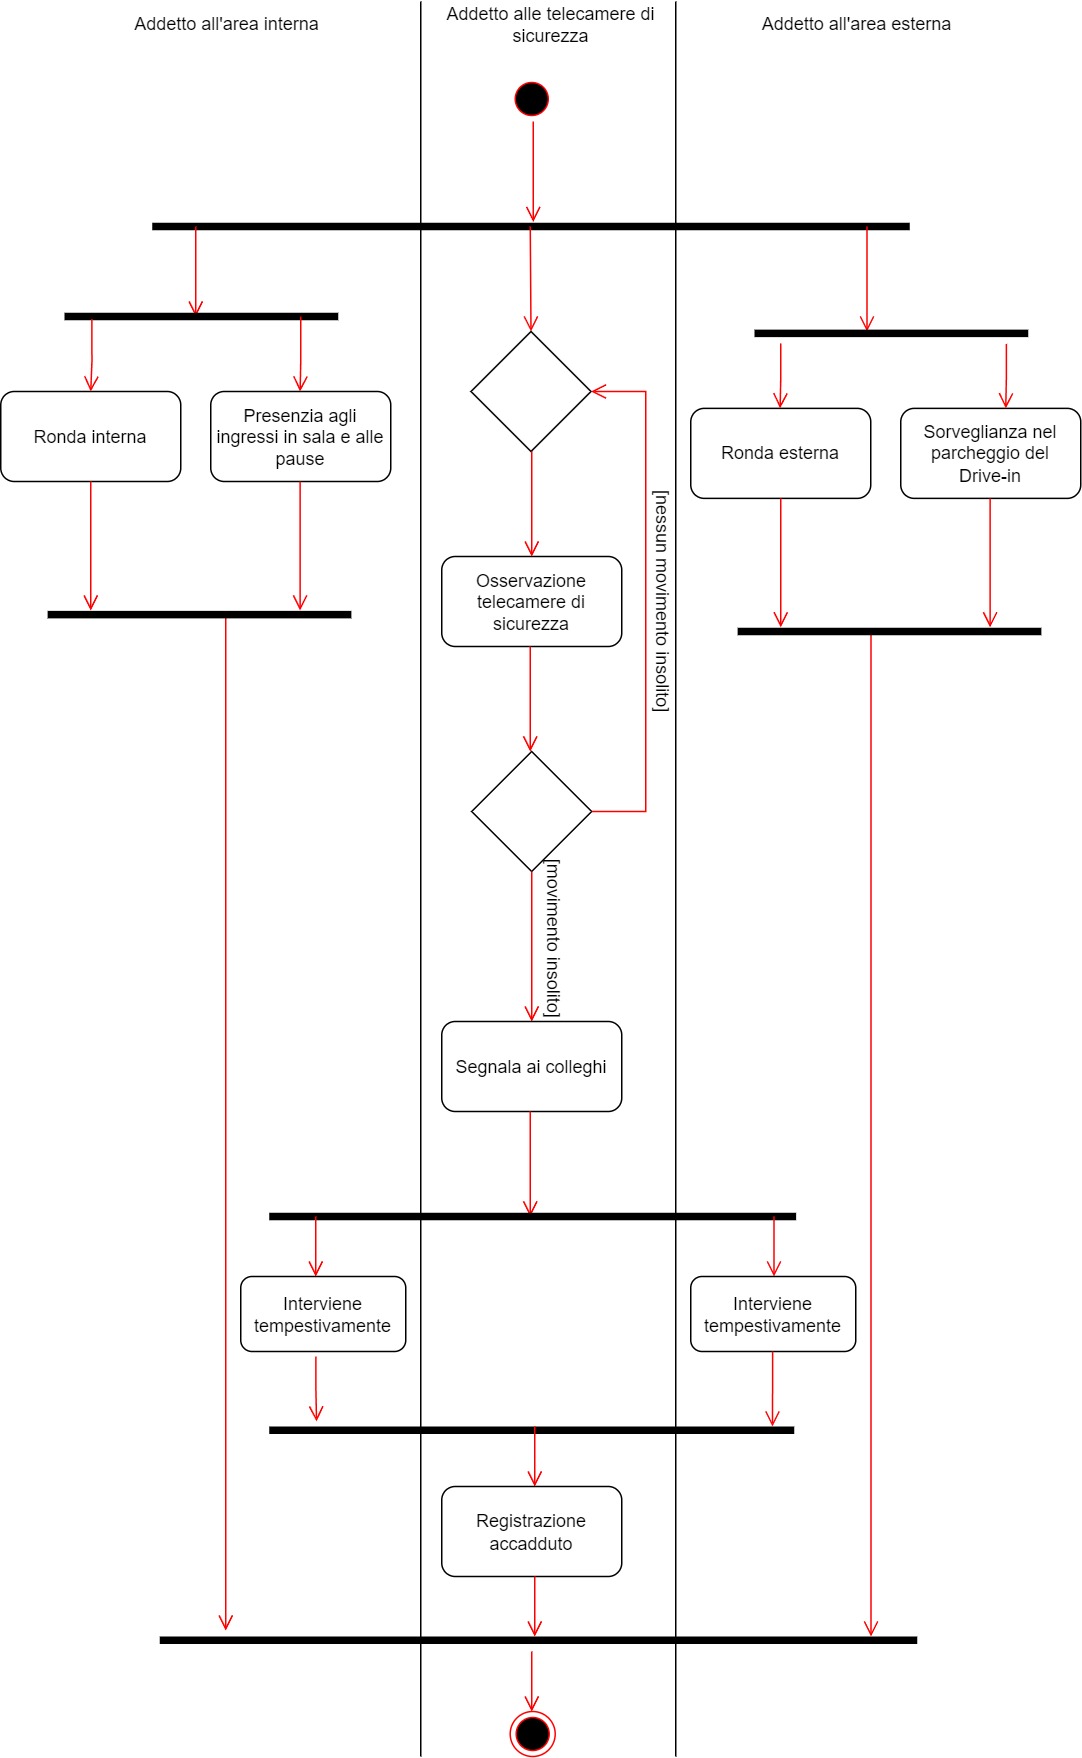 Addetto all'area interna
Addetto alle telecamere di
sicurezza
Addetto all'area esterna
Ronda interna
Presenzia agli
ingressi in sala e alle
pause
Ronda esterna
Sorveglianza nel
parcheggio del
Drive-in
[nessun movimento insolito]
Osservazione
telecamere di
sicurezza
[movimento insolito]
Segnala ai colleghi
Interviene
tempestivamente
Interviene
tempestivamente
Registrazione
accadduto